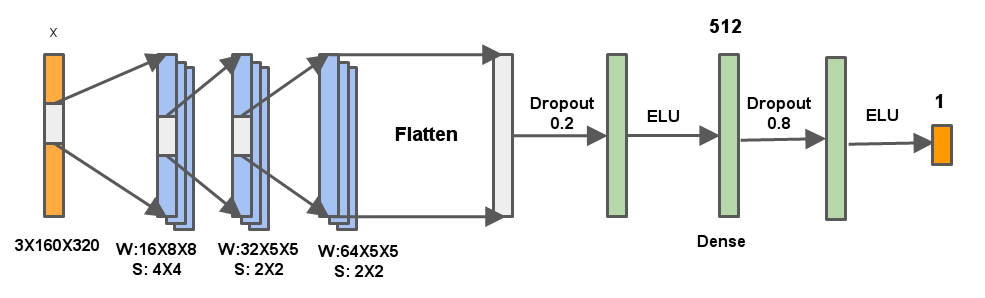 x
3X160X320
W:16X8X8
S: 4X4
W:32X5X5
S: 2X2
W:64X5X5
S: 2X2
Flatten
Dropout
0.2
ELU
512
Dense
Dropout
0.8
ELU
1